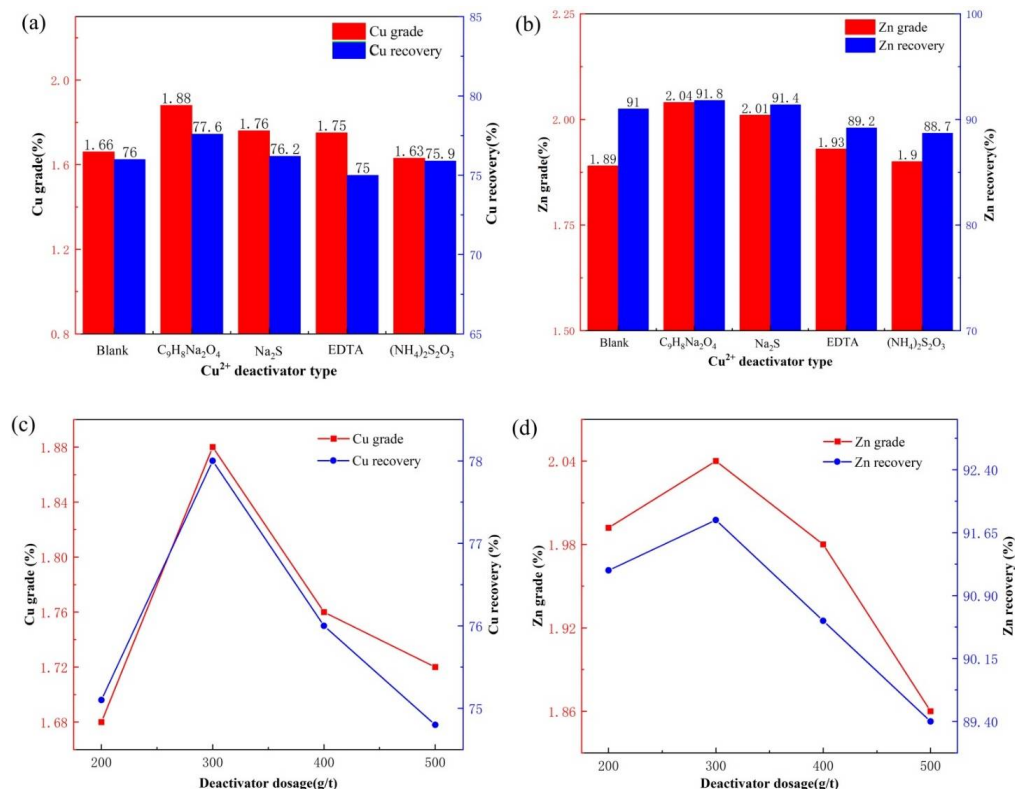 (a)
Cu grade
Cu recovery
85
80
75
70
65
2.0
1.6
1.2
0.8
Cu grade(%)
Cu recovery(%)
1.66
76
1.88
77.6
1.76
76.2
1.75
75
1.63
75.9
Blank
C₉H₈Na₂O₄
Na₂S
EDTA
(NH₄)₂S₂O₃
Cu²⁺ deactivator type
(b)
Zn grade
Zn recovery
2.25
2.00
1.75
1.50
100
90
80
70
Zn grade(%)
Zn recovery(%)
1.89
91
2.04
91.8
2.01
91.4
1.93
89.2
1.9
88.7
Blank
C₉H₈Na₂O₄
Na₂S
EDTA
(NH₄)₂S₂O₃
Cu²⁺ deactivator type
(c)
Cu grade
Cu recovery
1.88
1.84
1.80
1.76
1.72
1.68
78
77
76
75
Cu grade (%)
Cu recovery (%)
200
300
400
500
Deactivator dosage(g/t)
(d)
Zn grade
Zn recovery
2.04
1.98
1.92
1.86
92.40
91.65
90.90
90.15
89.40
Zn grade (%)
Zn recovery (%)
200
300
400
500
Deactivator dosage(g/t)